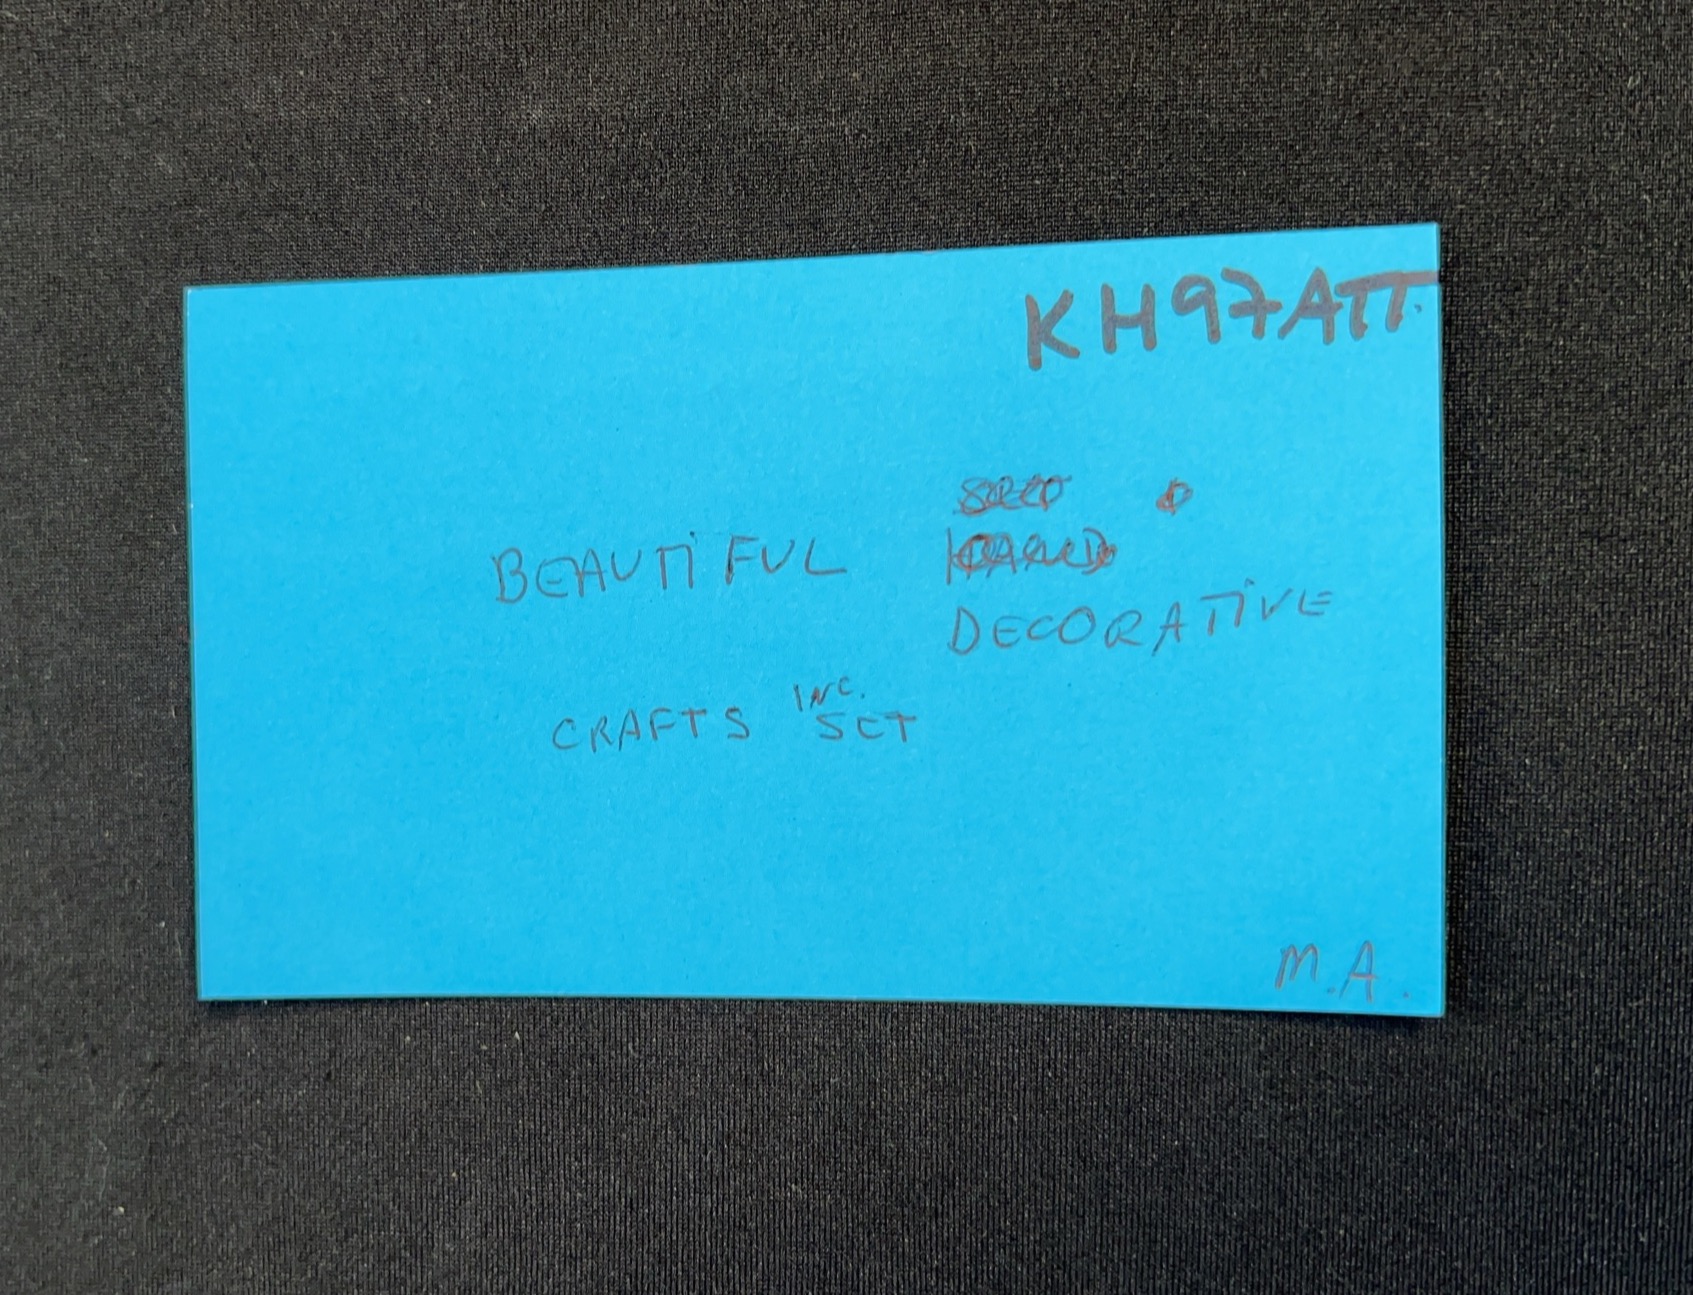 KH97ATT.
BEAUTIFUL
DECORATIVE
INC.
CRAFTS SET
M.A.